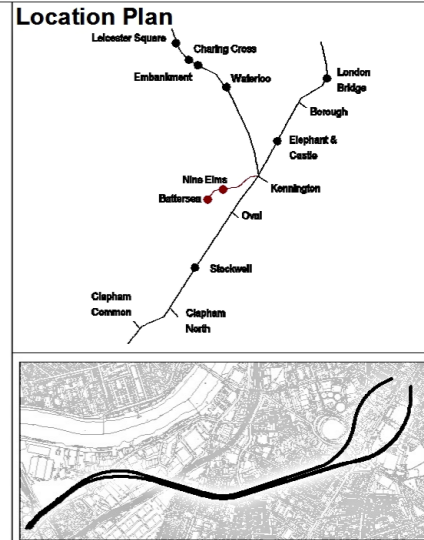 Location Plan
Leicester Square
Charing Cross
Embankment
Waterloo
London
Bridge
Borough
Elephant &
Castle
Nine Elms
Battersea
Kennington
Oval
Stockwell
Clapham
Common
Clapham
North